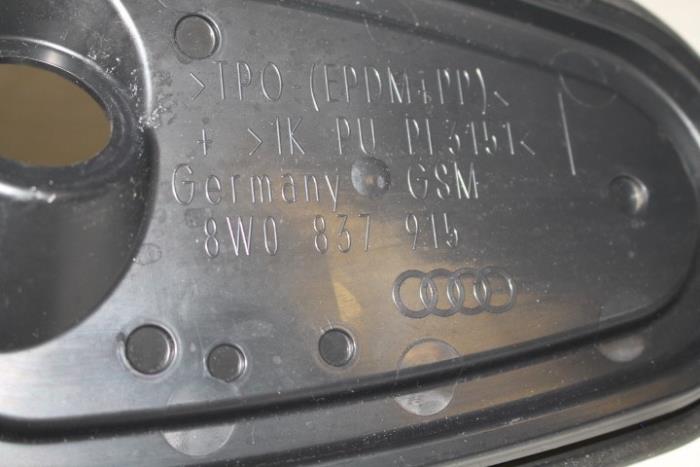 >TPO-(EPDM+PP)<
+ >1K PU PI 3151<
Germany GSM
8W0 837 915